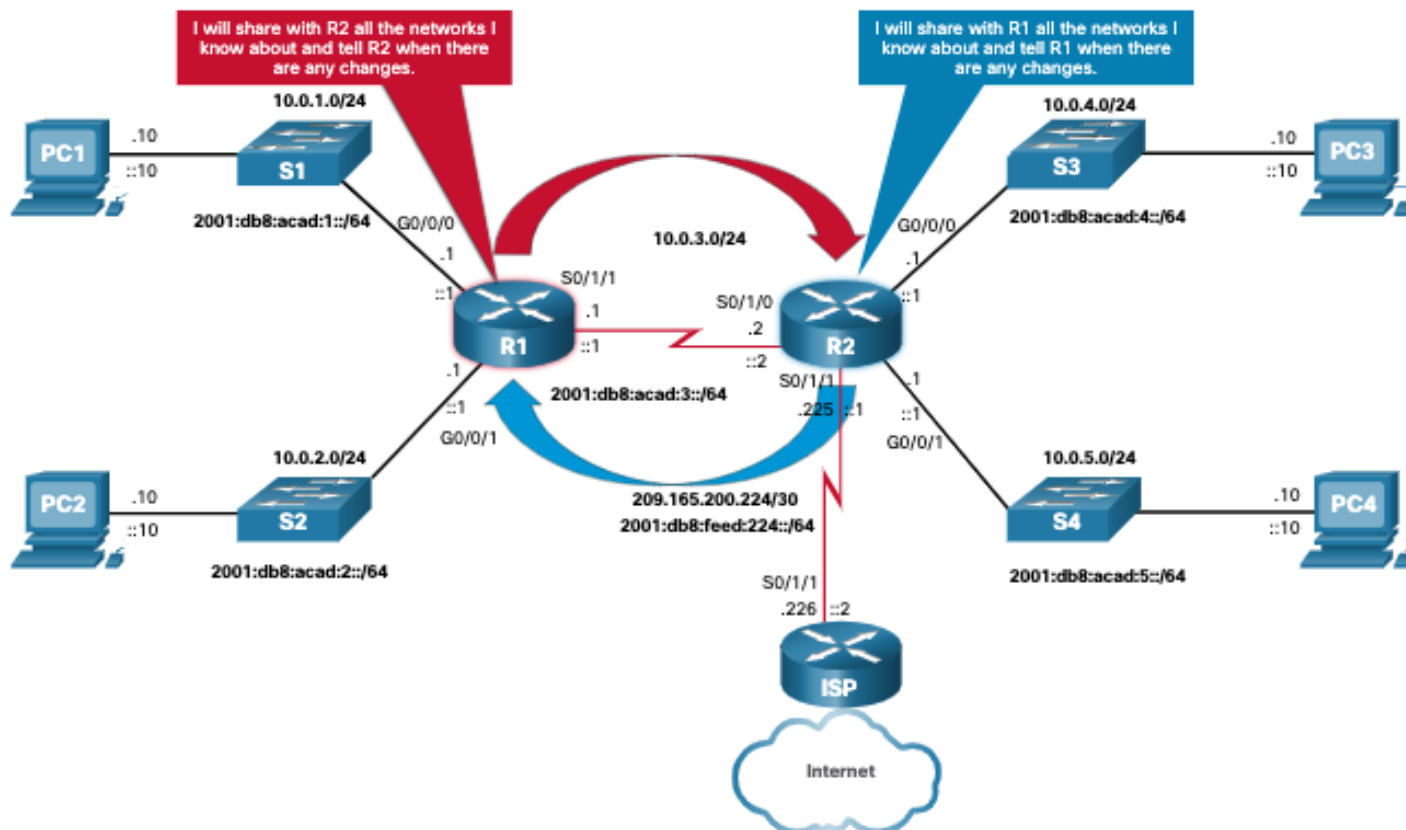 I will share with R2 all the networks I
know about and tell R2 when there
are any changes.
I will share with R1 all the networks I
know about and tell R1 when there
are any changes.
10.0.1.0/24
10.0.4.0/24
PC1
.10
::10
S1
S3
.10
::10
PC3
2001:db8:acad:1::/64
G0/0/0
.1
::1
10.0.3.0/24
2001:db8:acad:4::/64
G0/0/0
.1
::1
S0/1/1
.1
::1
R1
S0/1/0
.2
::2
R2
2001:db8:acad:3::/64
S0/1/1
.225
::1
.1
::1
G0/0/1
.1
::1
G0/0/1
10.0.2.0/24
10.0.5.0/24
PC2
.10
::10
S2
209.165.200.224/30
2001:db8:feed:224::/64
S4
.10
::10
PC4
2001:db8:acad:2::/64
2001:db8:acad:5::/64
S0/1/1
.226
::2
ISP
Internet